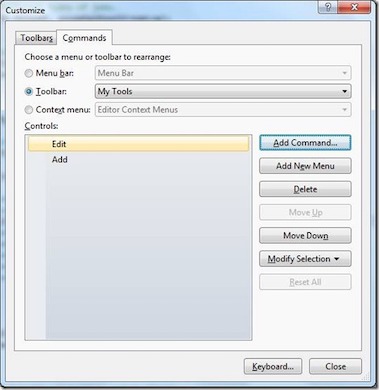 Customize
Toolbars Commands
Choose a menu or toolbar to rearrange:
Menu bar: Menu Bar
Toolbar: My Tools
Context menu: Editor Context Menus
Controls:
Edit
Add
Add Command...
Add New Menu
Delete
Move Up
Move Down
Modify Selection
Reset All
Keyboard... Close